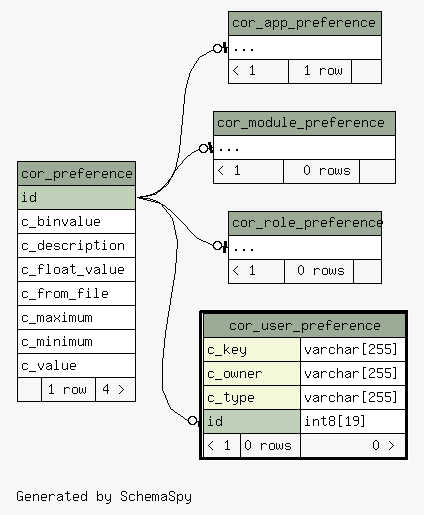 cor_app_preference
...
< 1 1 row
cor_module_preference
...
< 1 0 rows
cor_preference
id
c_binvalue
c_description
c_float_value
c_from_file
c_maximum
c_minimum
c_value
1 row 4 >
cor_role_preference
...
< 1 0 rows
cor_user_preference
c_key varchar[255]
c_owner varchar[255]
c_type varchar[255]
id int8[19]
< 1 0 rows 0 >
Generated by SchemaSpy